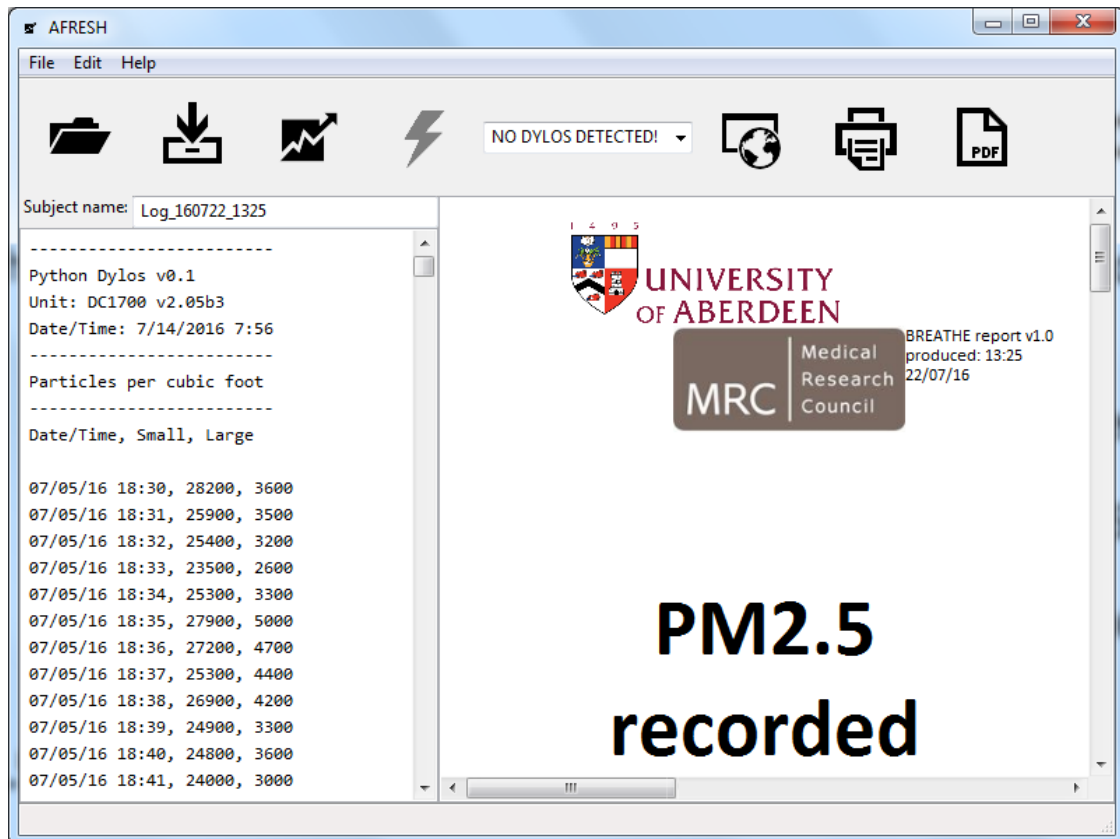 AFRESH
File Edit Help
NO DYLOS DETECTED!
PDF
Subject name: Log_160722_1325
-------------------------
Python Dylos v0.1
Unit: DC1700 v2.05b3
Date/Time: 7/14/2016 7:56
-------------------------
Particles per cubic foot
-------------------------
Date/Time, Small, Large
07/05/16 18:30, 28200, 3600
07/05/16 18:31, 25900, 3500
07/05/16 18:32, 25400, 3200
07/05/16 18:33, 23500, 2600
07/05/16 18:34, 25300, 3300
07/05/16 18:35, 27900, 5000
07/05/16 18:36, 27200, 4700
07/05/16 18:37, 25300, 4400
07/05/16 18:38, 26900, 4200
07/05/16 18:39, 24900, 3300
07/05/16 18:40, 24800, 3600
07/05/16 18:41, 24000, 3000
1 4 9 5
UNIVERSITY
OF ABERDEEN
MRC
Medical
Research
Council
BREATHE report v1.0
produced: 13:25
22/07/16
PM2.5
recorded